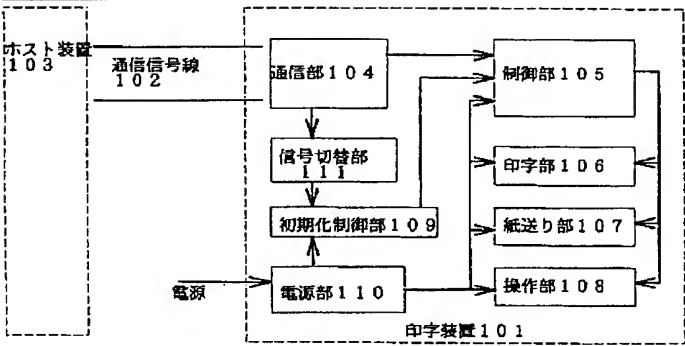 ホスト装置
103
通信信号線
102
通信部104
制御部105
信号切替部
111
印字部106
初期化制御部109
紙送り部107
電源
電源部110
操作部108
印字装置101